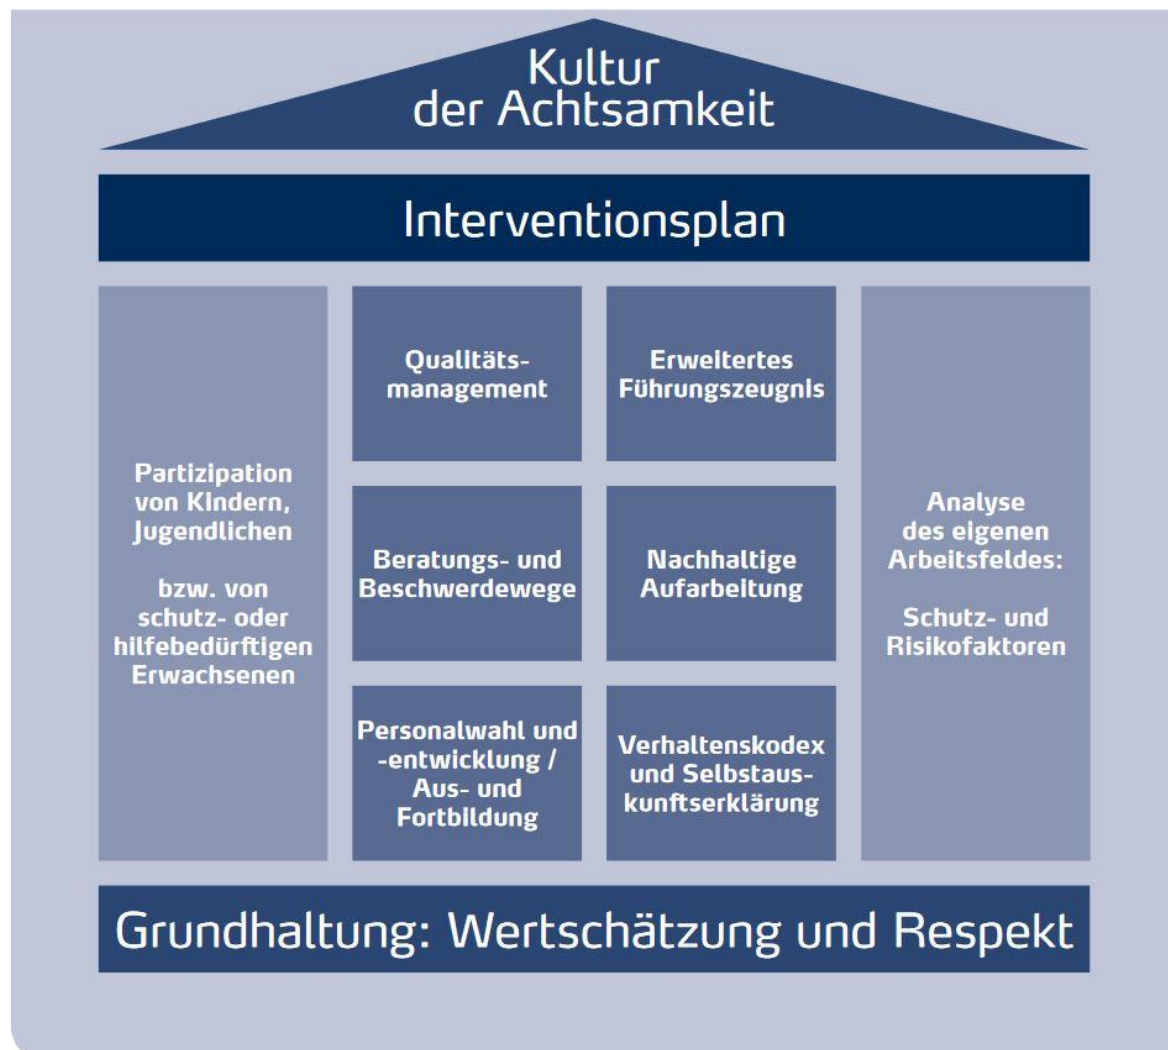 Kultur
der Achtsamkeit
Interventionsplan
Partizipation
von Kindern,
Jugendlichen
bzw. von
schutz- oder
hilfebedürftigen
Erwachsenen
Qualitäts-
management
Erweitertes
Führungszeugnis
Beratungs- und
Beschwerdewege
Nachhaltige
Aufarbeitung
Personalwahl und
-entwicklung /
Aus- und
Fortbildung
Verhaltenskodex
und Selbstaus-
kunftserklärung
Analyse
des eigenen
Arbeitsfeldes:
Schutz- und
Risikofaktoren
Grundhaltung: Wertschätzung und Respekt